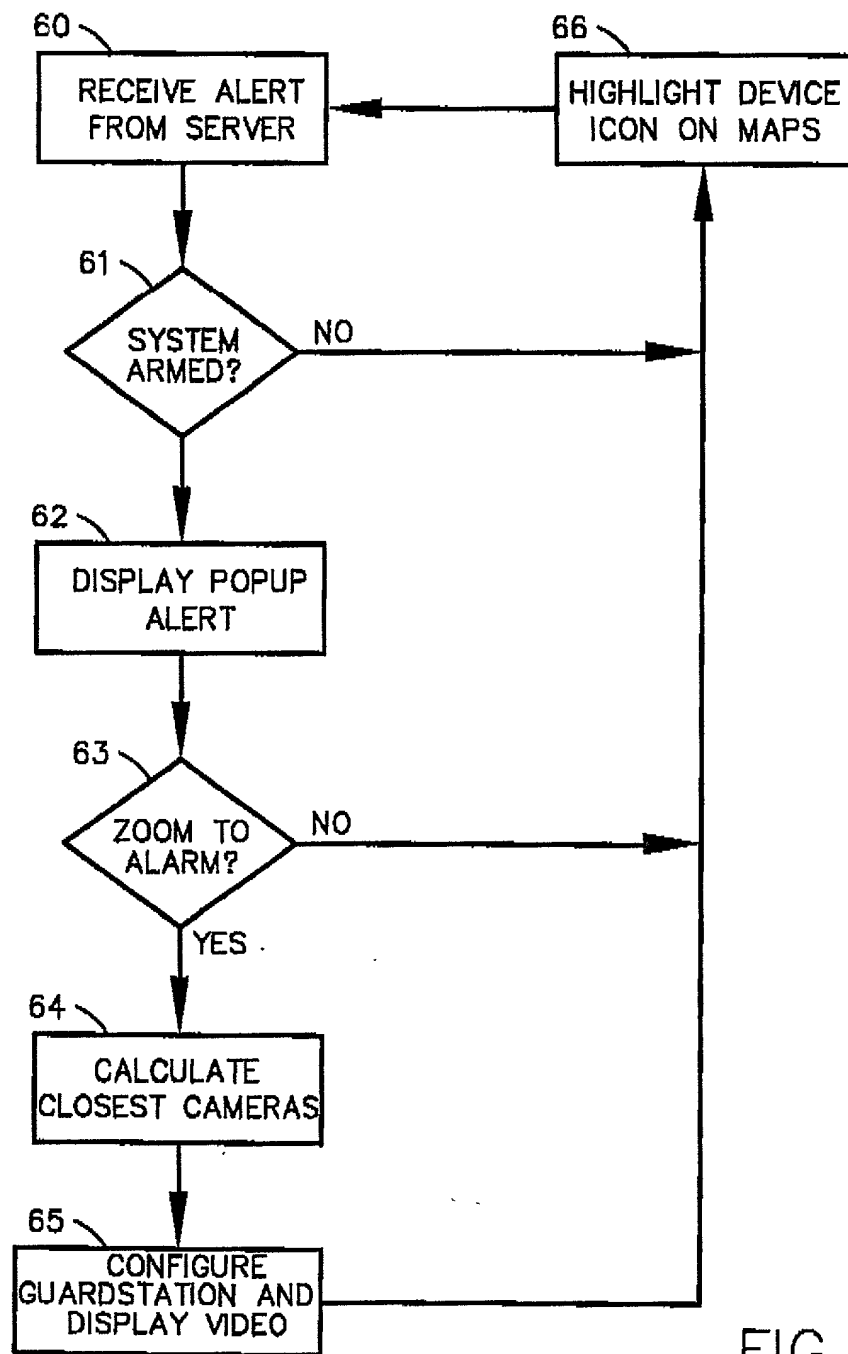 60
RECEIVE ALERT
FROM SERVER
66
HIGHLIGHT DEVICE
ICON ON MAPS
61
SYSTEM
ARMED?
NO
62
DISPLAY POPUP
ALERT
63
ZOOM TO
ALARM?
NO
YES
64
CALCULATE
CLOSEST CAMERAS
65
CONFIGURE
GUARDSTATION AND
DISPLAY VIDEO
FIG